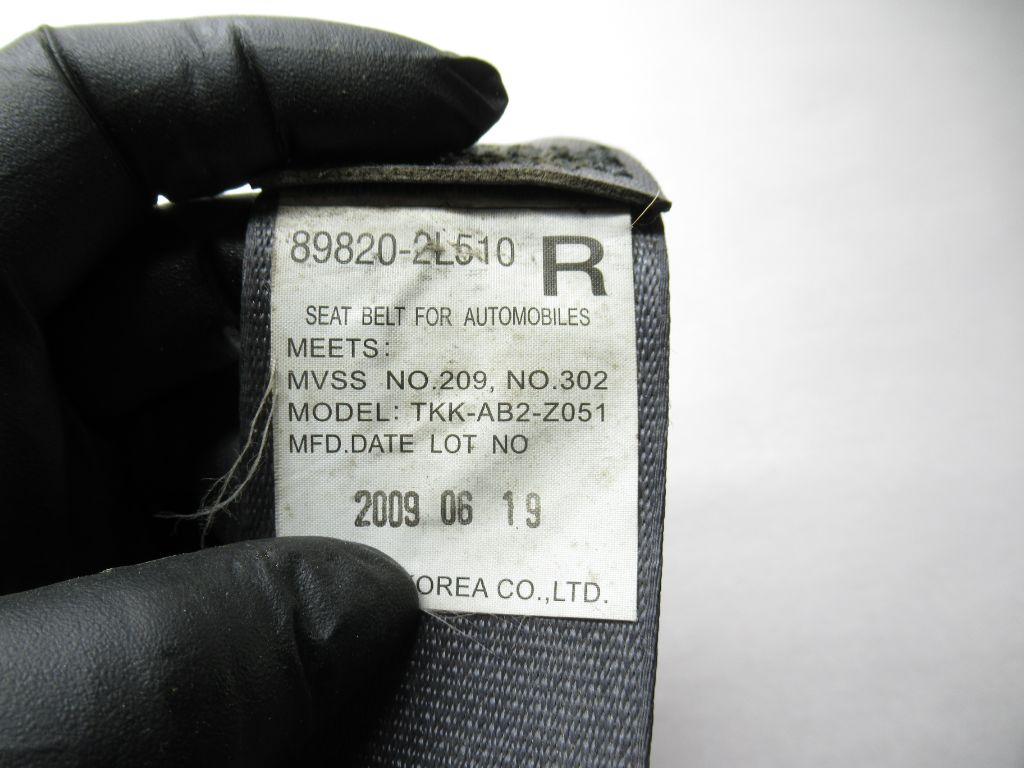 89820-2L510 R
SEAT BELT FOR AUTOMOBILES
MEETS:
MVSS NO.209, NO.302
MODEL: TKK-AB2-Z051
MFD.DATE LOT NO
2009 06 19
KOREA CO.,LTD.